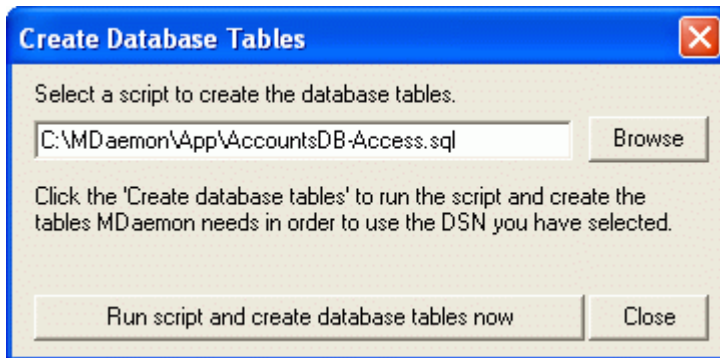 Create Database Tables
Select a script to create the database tables.
C:\MDaemon\App\AccountsDB-Access.sql
Browse
Click the 'Create database tables' to run the script and create the
tables MDaemon needs in order to use the DSN you have selected.
Run script and create database tables now
Close